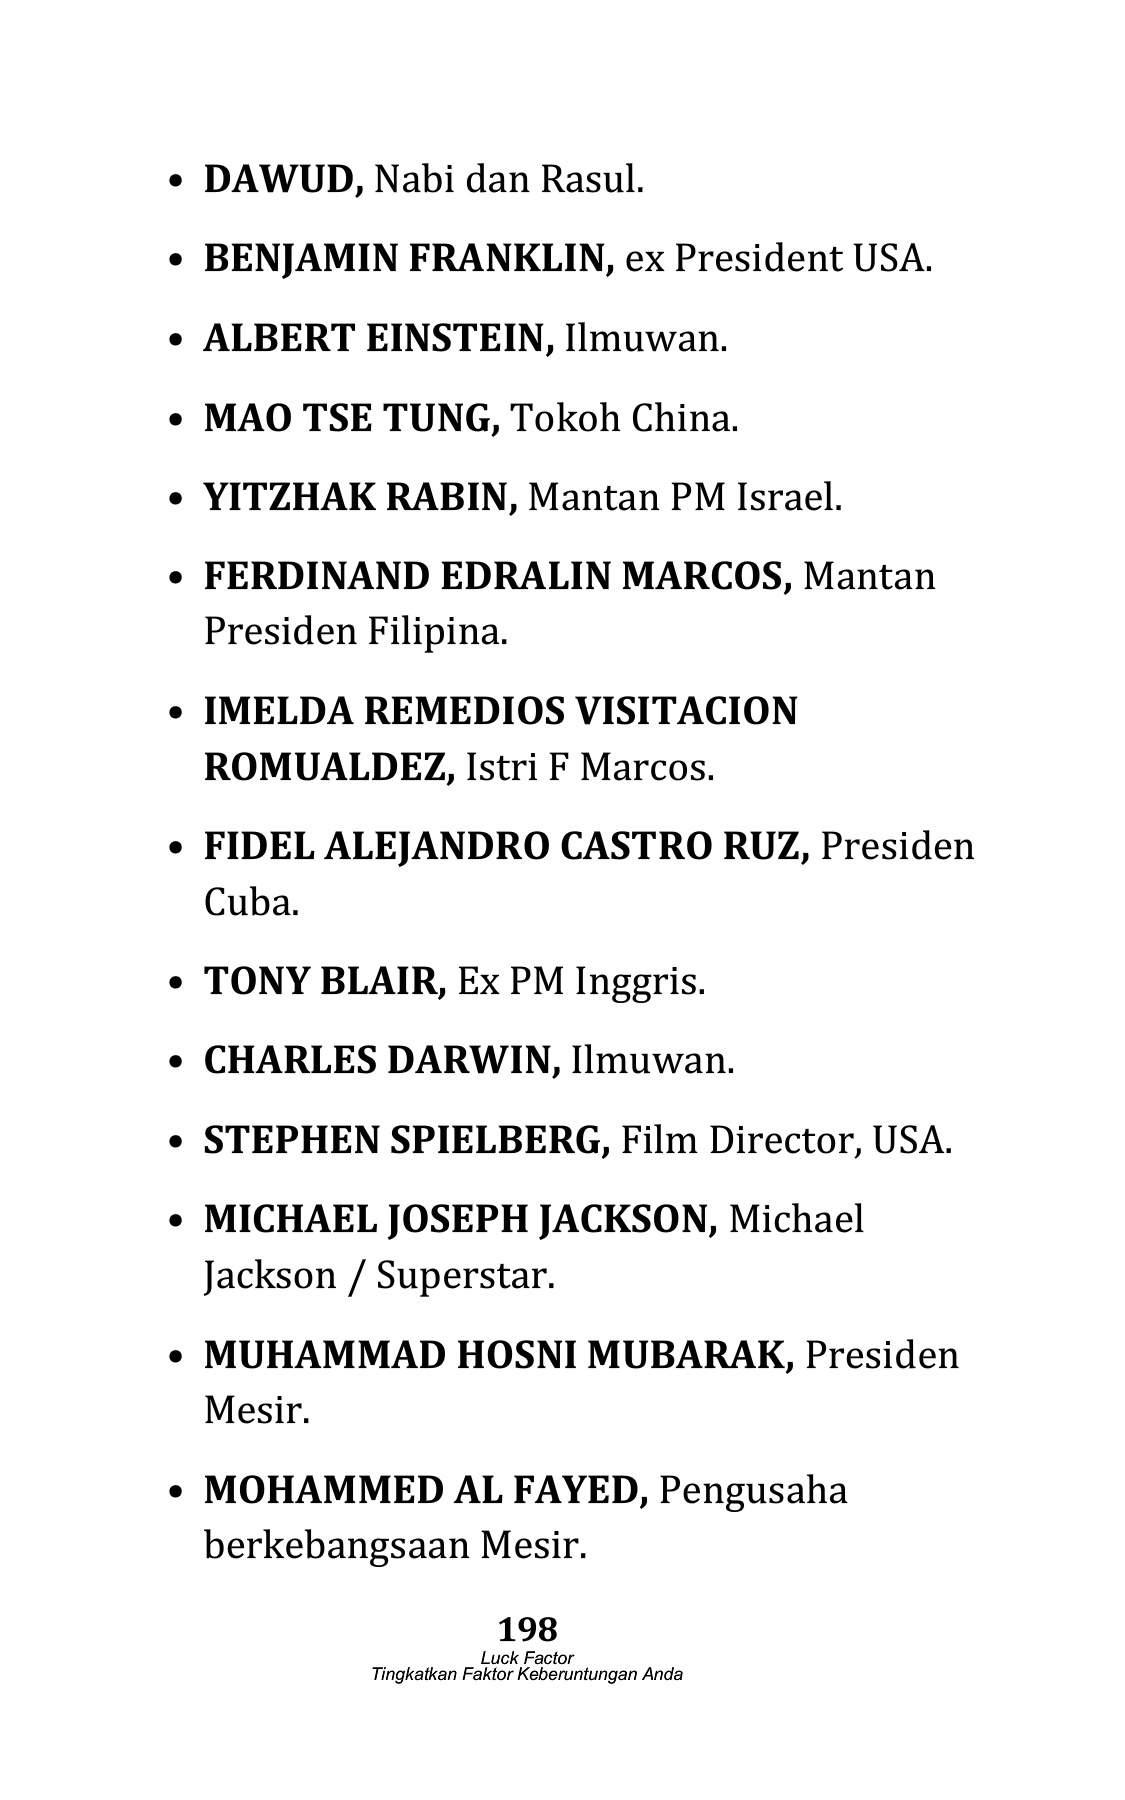 • DAWUD, Nabi dan Rasul.
• BENJAMIN FRANKLIN, ex President USA.
• ALBERT EINSTEIN, Ilmuwan.
• MAO TSE TUNG, Tokoh China.
• YITZHAK RABIN, Mantan PM Israel.
• FERDINAND EDRALIN MARCOS, Mantan
Presiden Filipina.
• IMELDA REMEDIOS VISITACION
ROMUALDEZ, Istri F Marcos.
• FIDEL ALEJANDRO CASTRO RUZ, Presiden
Cuba.
• TONY BLAIR, Ex PM Inggris.
• CHARLES DARWIN, Ilmuwan.
• STEPHEN SPIELBERG, Film Director, USA.
• MICHAEL JOSEPH JACKSON, Michael
Jackson / Superstar.
• MUHAMMAD HOSNI MUBARAK, Presiden
Mesir.
• MOHAMMED AL FAYED, Pengusaha
berkebangsaan Mesir.
198
Luck Factor
Tingkatkan Faktor Keberuntungan Anda